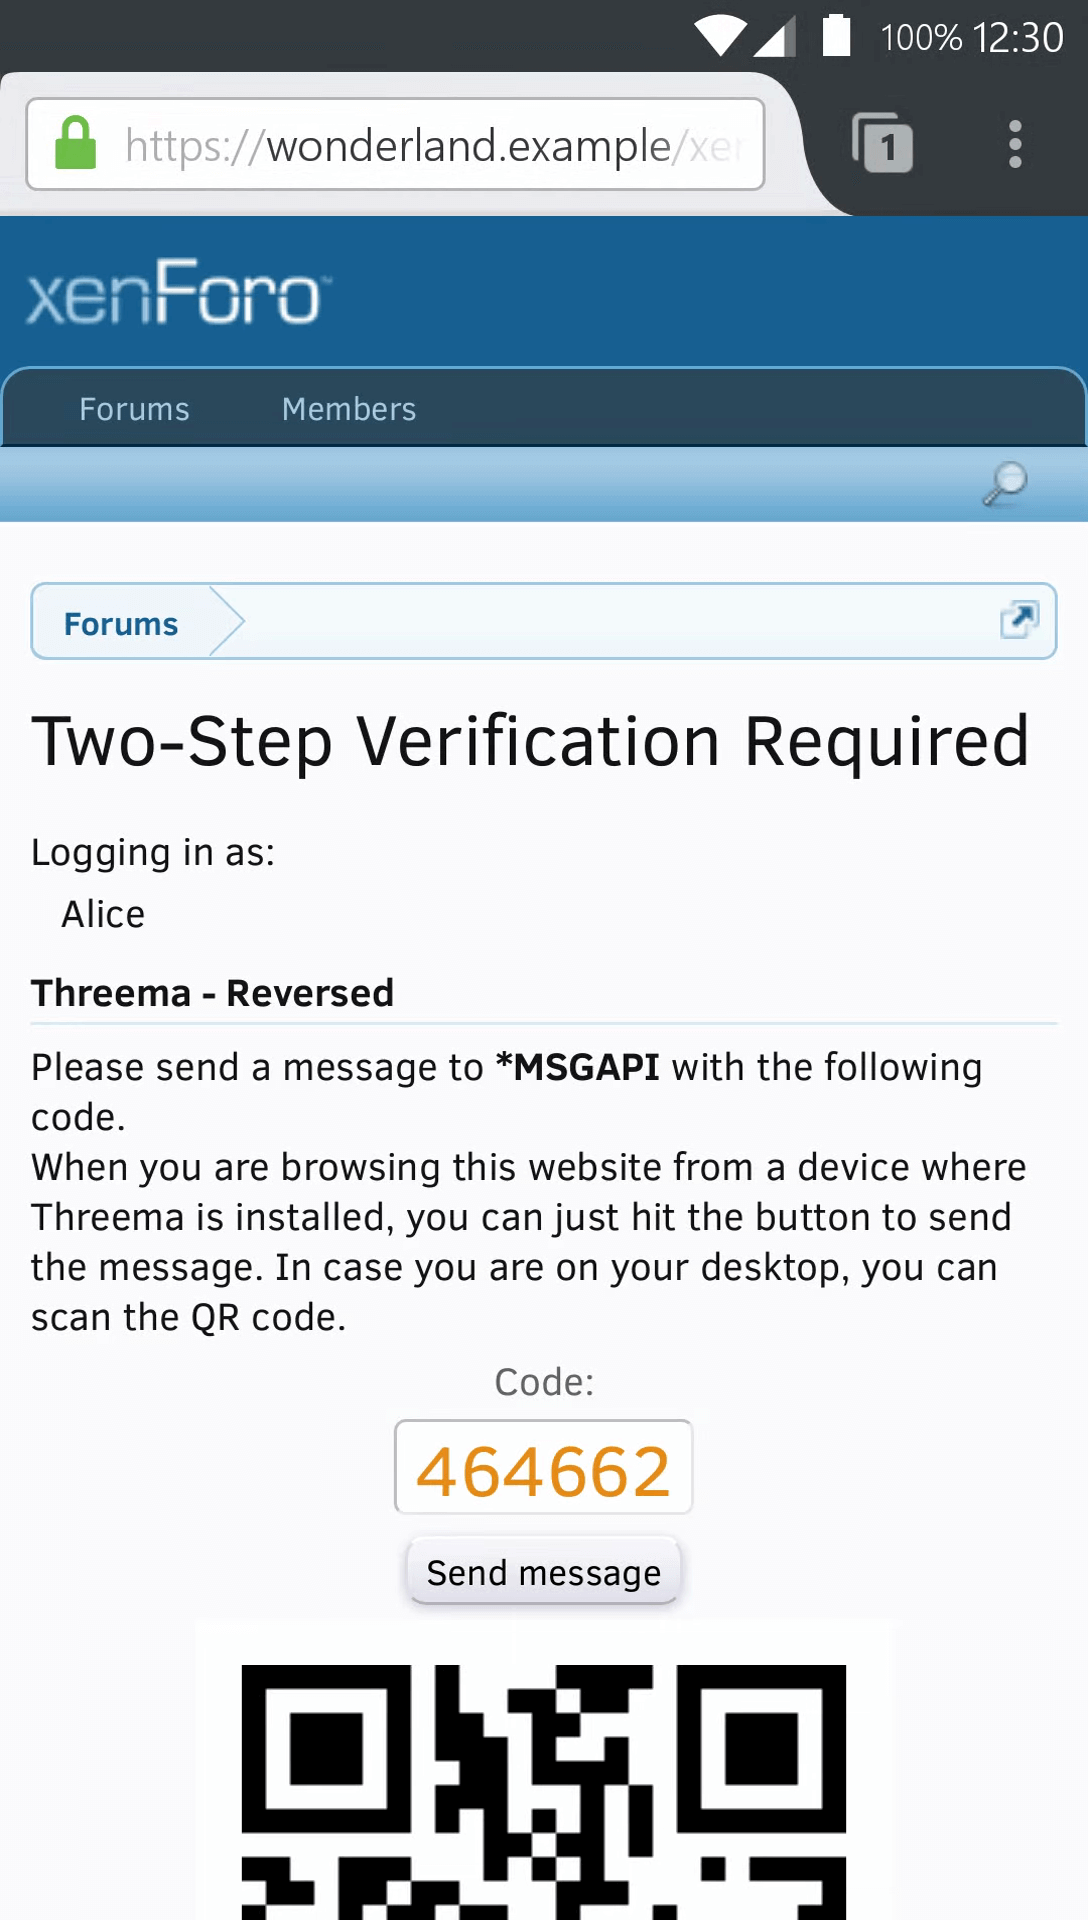 100% 12:30
https://wonderland.example/xen
1
xenForo™
Forums Members
Forums
Two-Step Verification Required
Logging in as:
Alice
Threema - Reversed
Please send a message to *MSGAPI with the following
code.
When you are browsing this website from a device where
Threema is installed, you can just hit the button to send
the message. In case you are on your desktop, you can
scan the QR code.
Code:
464662
Send message